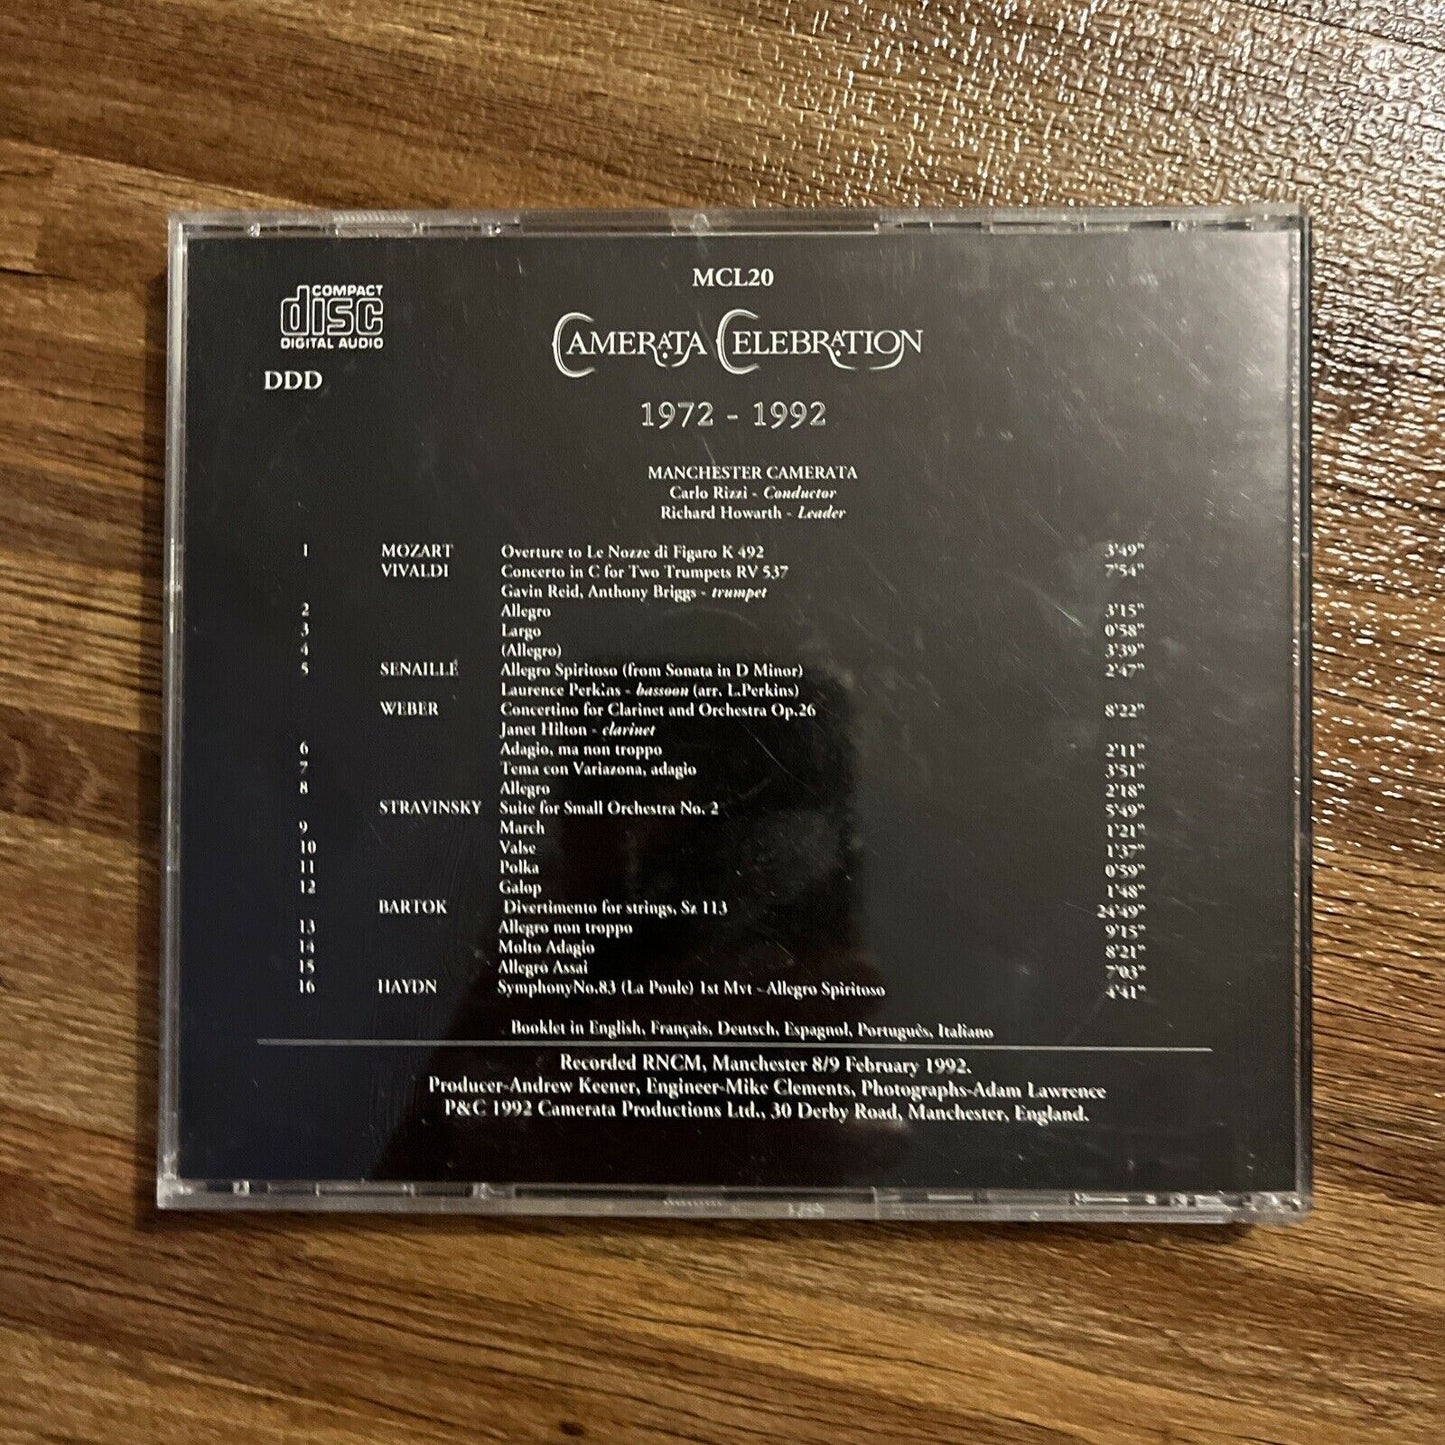 MCL20
COMPACT
disc
DIGITAL AUDIO
DDD
CAMERATA CELEBRATION
1972 - 1992
MANCHESTER CAMERATA
Carlo Rizzi - Conductor
Richard Howarth - Leader
1 MOZART Overture to Le Nozze di Figaro K 492 3'49"
VIVALDI Concerto in C for Two Trumpets RV 537 7'54"
Gavin Reid, Anthony Briggs - trumpet
2 Allegro 3'15"
3 Largo 0'58"
4 (Allegro) 3'39"
5 SENAILLÉ Allegro Spiritoso (from Sonata in D Minor) 2'47"
Laurence Perkins - bassoon (arr. L.Perkins)
WEBER Concertino for Clarinet and Orchestra Op.26 8'22"
Janet Hilton - clarinet
6 Adagio, ma non troppo 2'11"
7 Tema con Variazona, adagio 3'51"
8 Allegro 2'18"
STRAVINSKY Suite for Small Orchestra No. 2 5'49"
9 March 1'21"
10 Valse 1'37"
11 Polka 0'59"
12 Galop 1'48"
BARTOK Divertimento for strings, Sz 113 24'49"
13 Allegro non troppo 9'15"
14 Molto Adagio 8'21"
15 Allegro Assai 7'03"
16 HAYDN SymphonyNo.83 (La Poule) 1st Mvt - Allegro Spiritoso 4'41"
Booklet in English, Français, Deutsch, Espagnol, Português, Italiano
Recorded RNCM, Manchester 8/9 February 1992.
Producer-Andrew Keener, Engineer-Mike Clements, Photographs-Adam Lawrence
P&C 1992 Camerata Productions Ltd., 30 Derby Road, Manchester, England.